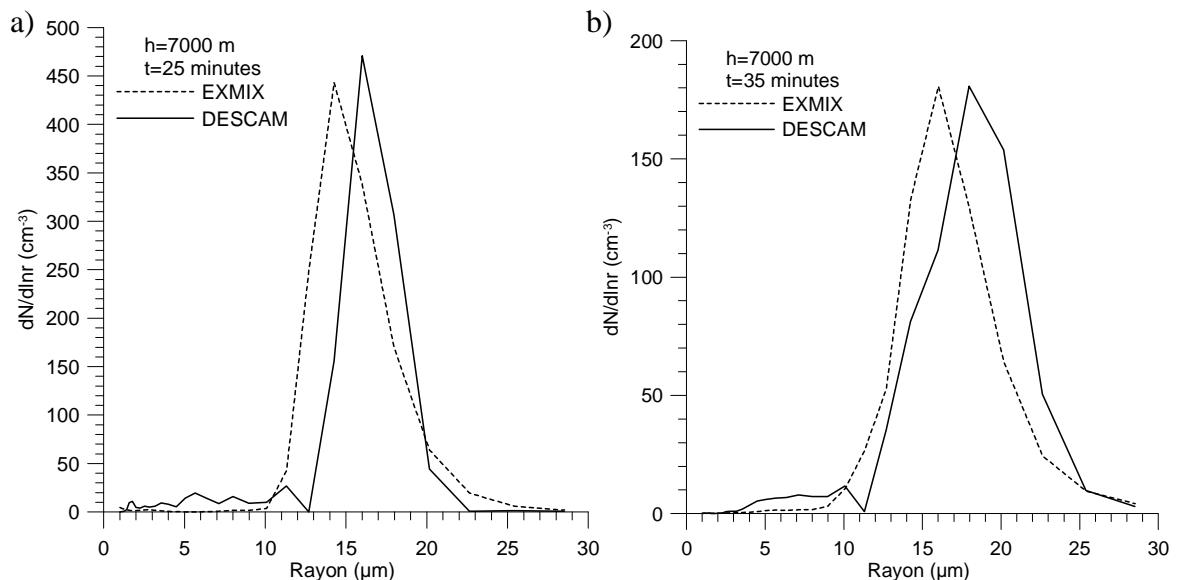 a)
h=7000 m
t=25 minutes
EXMIX
DESCAM
dN/dlnr (cm⁻³)
500
450
400
350
300
250
200
150
100
50
0
0 5 10 15 20 25 30
Rayon (µm)
b)
h=7000 m
t=35 minutes
EXMIX
DESCAM
dN/dlnr (cm⁻³)
200
150
100
50
0
0 5 10 15 20 25 30
Rayon (µm)